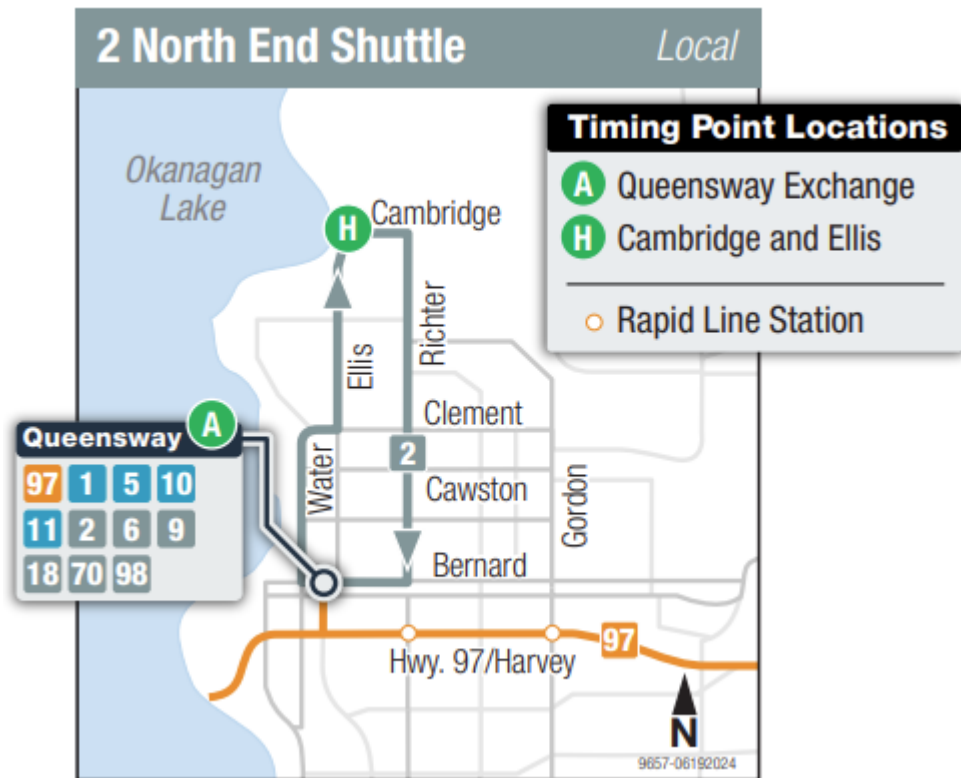 2 North End Shuttle
Local
Timing Point Locations
A Queensway Exchange
H Cambridge and Ellis
Rapid Line Station
Okanagan
Lake
H
Cambridge
Richter
Ellis
Clement
2
Water
Cawston
Gordon
Bernard
Queensway A
97 1 5 10
11 2 6 9
18 70 98
97
Hwy. 97/Harvey
N
9657-06192024